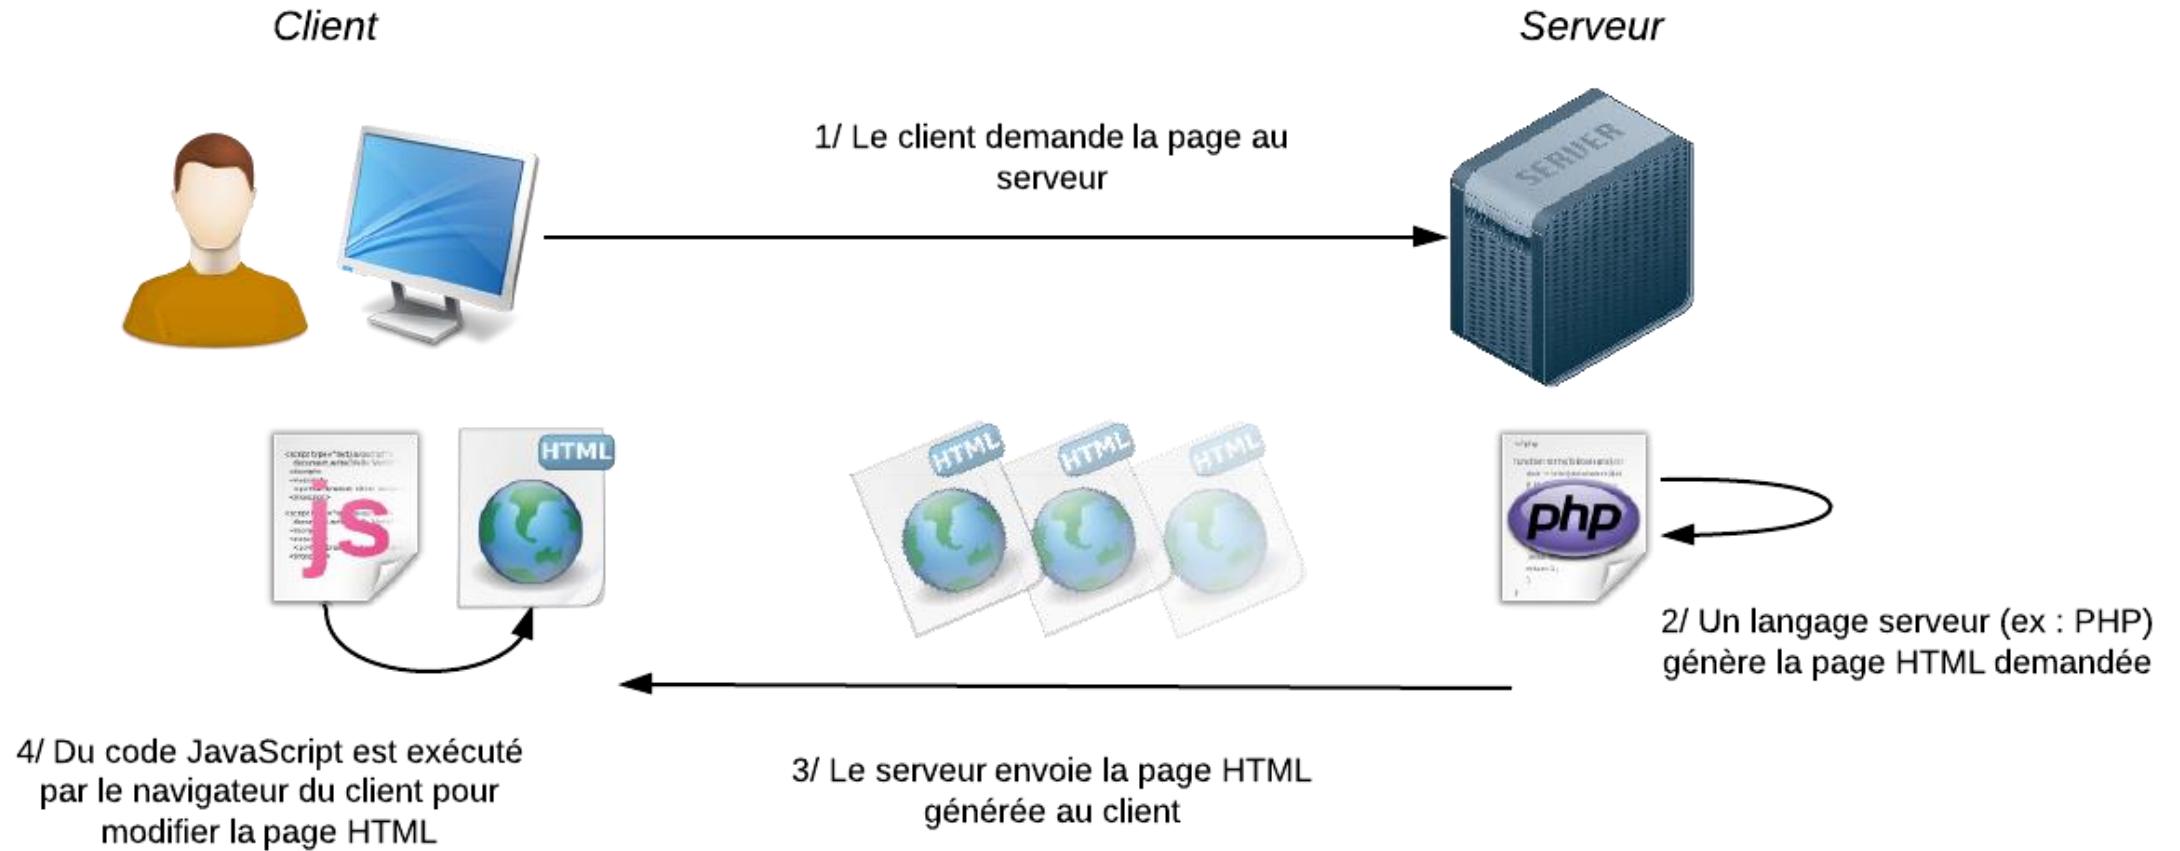 Client
Serveur
1/ Le client demande la page au
serveur
SERVER
HTML
HTML
HTML
HTML
js
php
2/ Un langage serveur (ex : PHP)
génère la page HTML demandée
4/ Du code JavaScript est exécuté
par le navigateur du client pour
modifier la page HTML
3/ Le serveur envoie la page HTML
générée au client